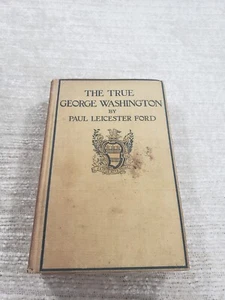 THE TRUE
GEORGE WASHINGTON
BY
PAUL LEICESTER FORD